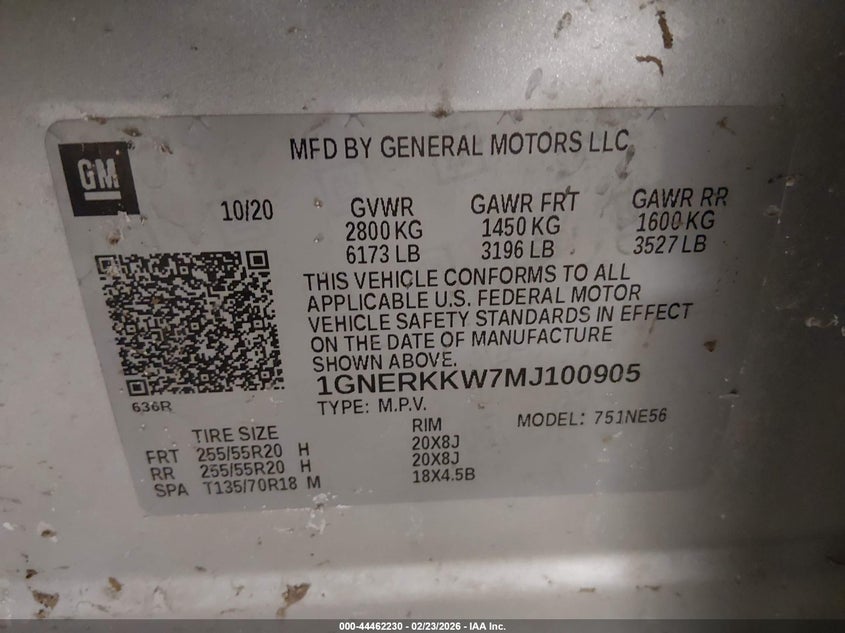 GM
MFD BY GENERAL MOTORS LLC
10/20
GVWR GAWR FRT GAWR RR
2800 KG 1450 KG 1600 KG
6173 LB 3196 LB 3527 LB
THIS VEHICLE CONFORMS TO ALL
APPLICABLE U.S. FEDERAL MOTOR
VEHICLE SAFETY STANDARDS IN EFFECT
ON THE DATE OF MANUFACTURE
SHOWN ABOVE.
1GNERKKW7MJ100905
636R
TYPE: M.P.V.
MODEL: 751NE56
TIRE SIZE RIM
FRT 255/55R20 H 20X8J
RR 255/55R20 H 20X8J
SPA T135/70R18 M 18X4.5B
000-44462230 - 02/23/2026 - IAA Inc.